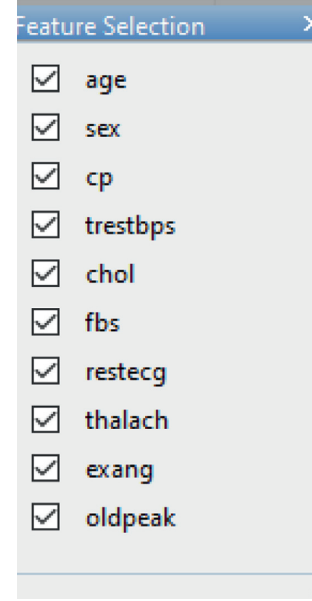 Feature Selection
age
sex
cp
trestbps
chol
fbs
restecg
thalach
exang
oldpeak